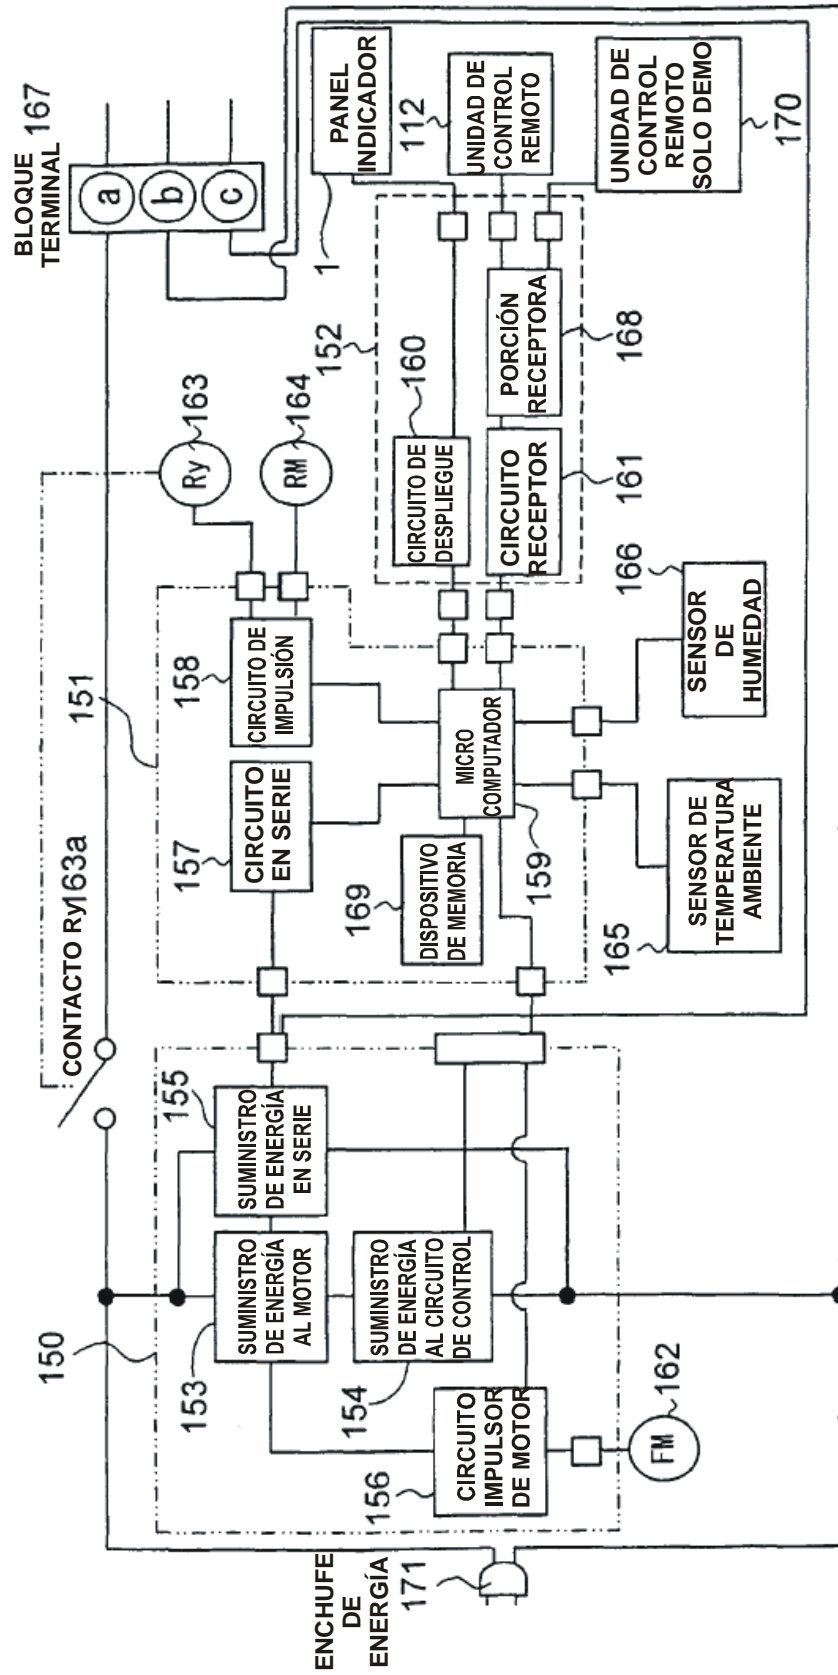 BLOQUE
TERMINAL 167
a
b
c
PANEL
INDICADOR
1
112
UNIDAD DE
CONTROL
REMOTO
UNIDAD DE
CONTROL
REMOTO
SOLO DEMO
170
163
Ry
164
RM
152
160
CIRCUITO DE
DESPLIEGUE
PORCIÓN
RECEPTORA
168
CIRCUITO
RECEPTOR
161
151
158
CIRCUITO DE
IMPULSIÓN
157
CIRCUITO
EN SERIE
MICRO
COMPUTADOR
159
169
DISPOSITIVO
DE MEMORIA
166
SENSOR
DE
HUMEDAD
165
SENSOR DE
TEMPERATURA
AMBIENTE
CONTACTO Ry163a
155
SUMINISTRO
DE ENERGÍA
EN SERIE
150
153
SUMINISTRO
DE ENERGÍA
AL MOTOR
154
SUMINISTRO
DE ENERGÍA
AL CIRCUITO
DE CONTROL
156
CIRCUITO
IMPULSOR
DE MOTOR
162
FM
ENCHUFE
DE
ENERGÍA
171